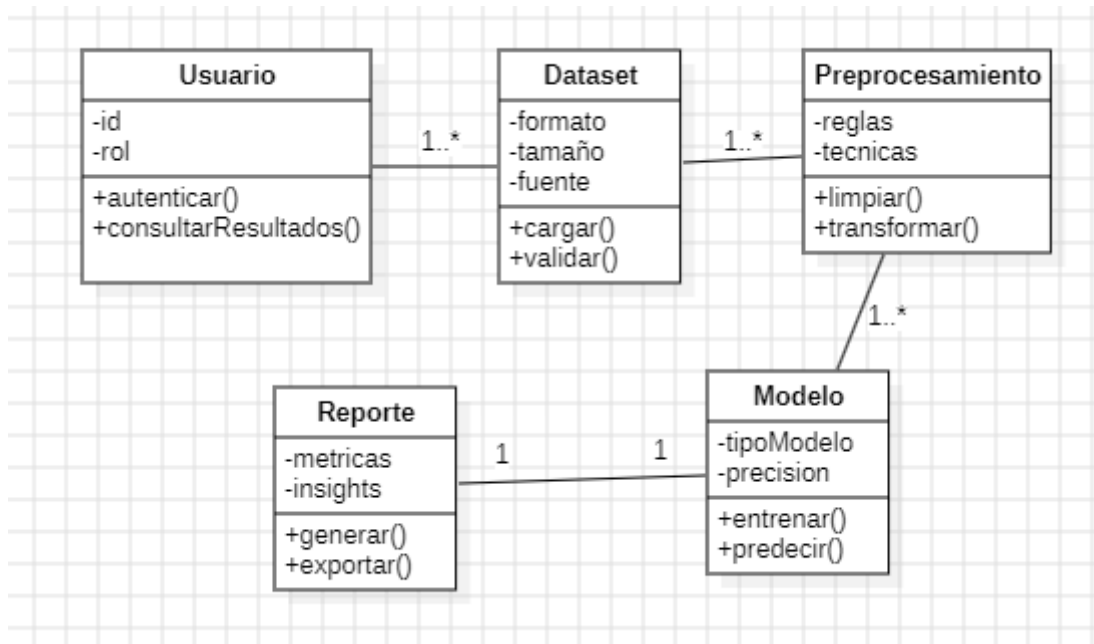 Usuario
-id
-rol
+autenticar()
+consultarResultados()
1..*
Dataset
-formato
-tamaño
-fuente
+cargar()
+validar()
1..*
Preprocesamiento
-reglas
-tecnicas
+limpiar()
+transformar()
1..*
Reporte
-metricas
-insights
+generar()
+exportar()
1
1
Modelo
-tipoModelo
-precision
+entrenar()
+predecir()